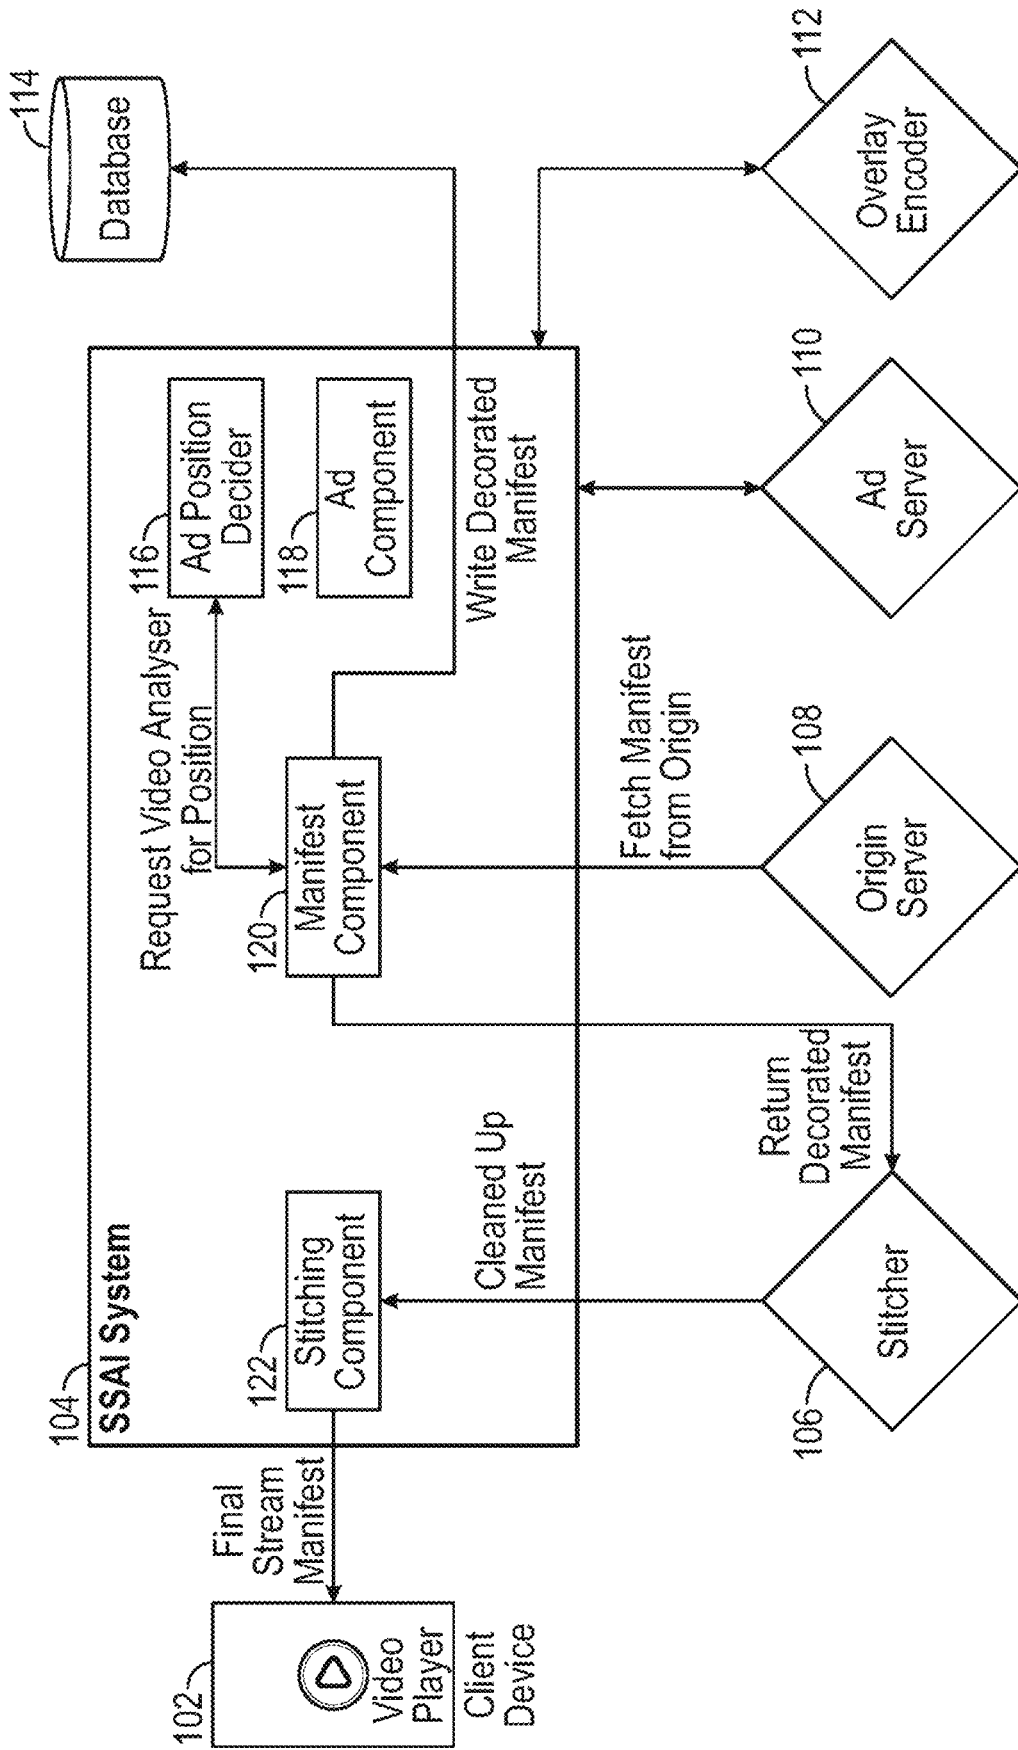 104
SSAI System
102
Video
Player
Client
Device
Final
Stream
Manifest
122
Stitching
Component
Cleaned Up
Manifest
106
Stitcher
Return
Decorated
Manifest
120
Manifest
Component
Request Video Analyser
for Position
Fetch Manifest
from Origin
108
Origin
Server
116
Ad Position
Decider
118
Ad
Component
Write Decorated
Manifest
110
Ad
Server
114
Database
112
Overlay
Encoder